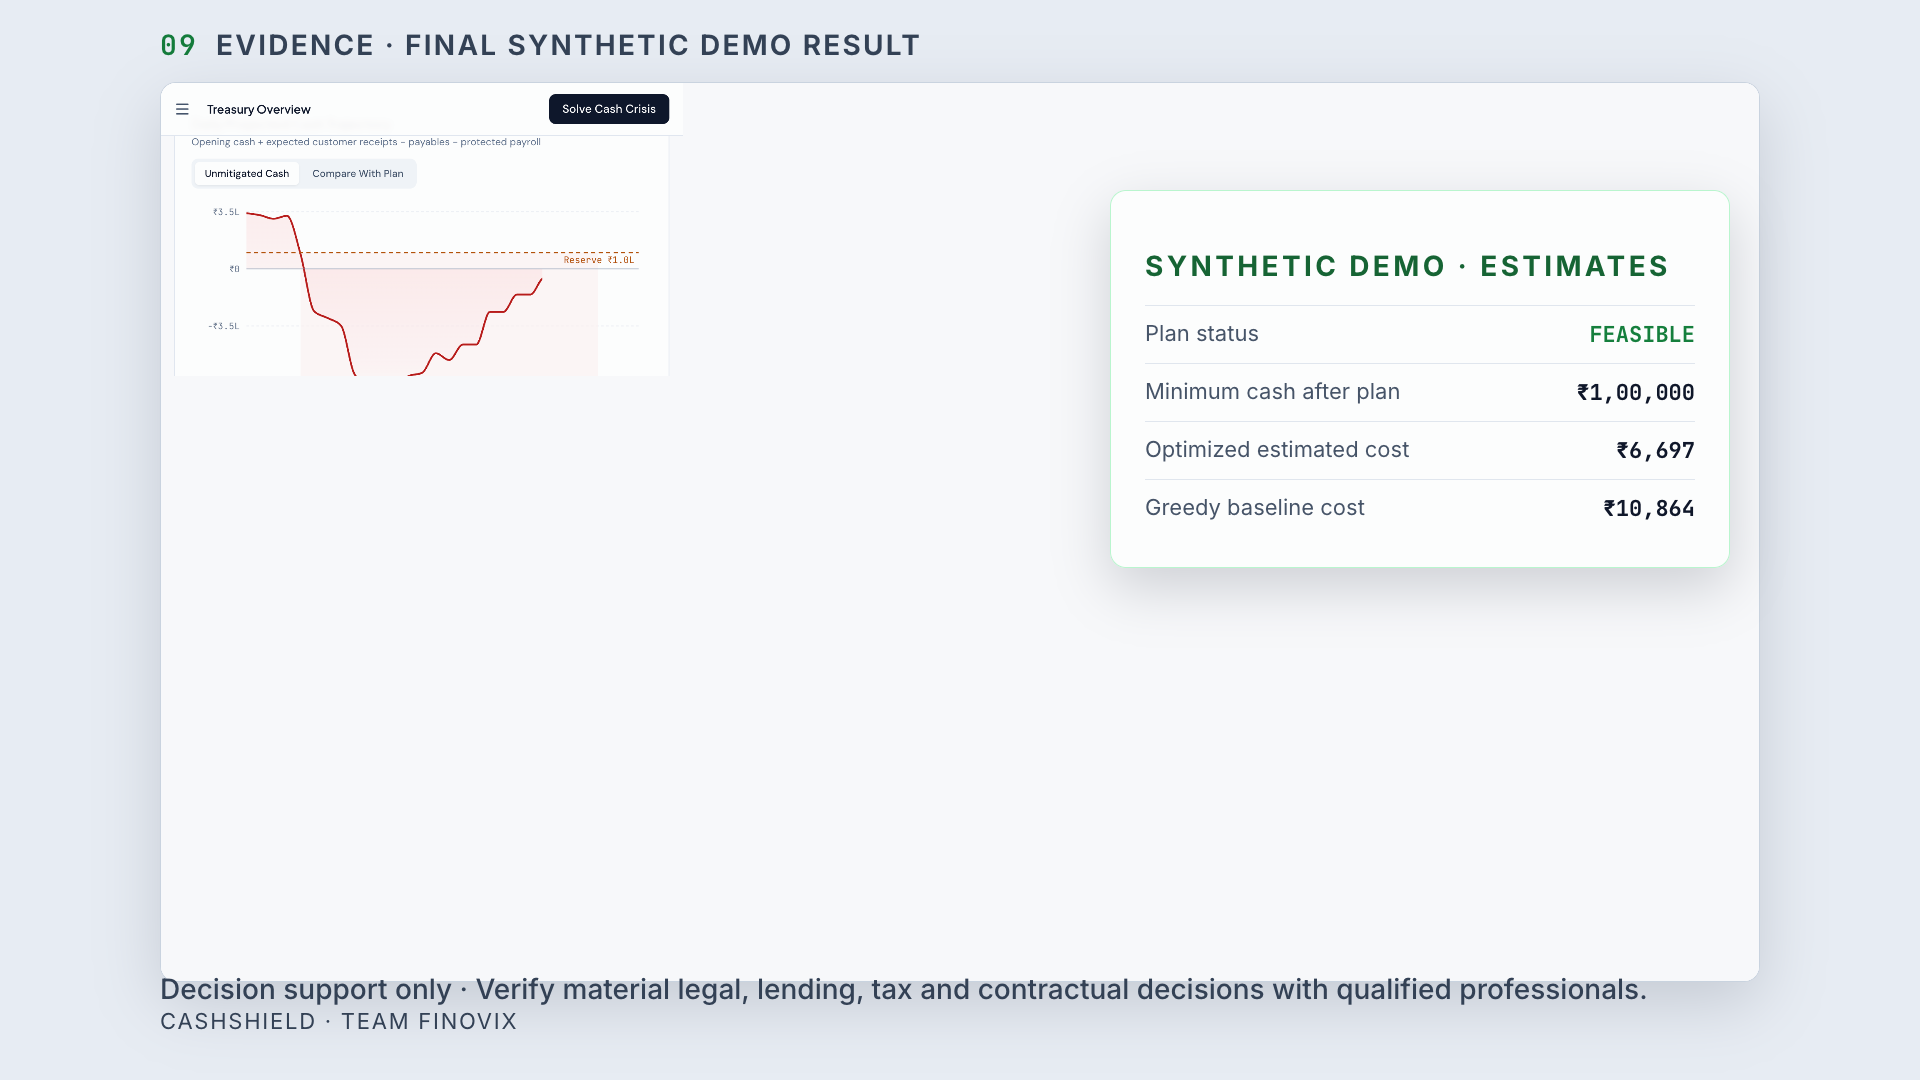 09 EVIDENCE · FINAL SYNTHETIC DEMO RESULT
Treasury Overview
Solve Cash Crisis
Opening cash + expected customer receipts − payables − protected payroll
Unmitigated Cash
Compare With Plan
₹3.5L
Reserve ₹1.0L
₹0
-₹3.5L
SYNTHETIC DEMO · ESTIMATES
Plan status FEASIBLE
Minimum cash after plan ₹1,00,000
Optimized estimated cost ₹6,697
Greedy baseline cost ₹10,864
Decision support only · Verify material legal, lending, tax and contractual decisions with qualified professionals.
CASHSHIELD · TEAM FINOVIX